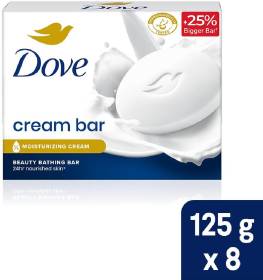 +25%
Bigger Bar^
Dove
cream bar
MOISTURIZING CREAM
BEAUTY BATHING BAR
24hr nourished skin^
125 g
x 8